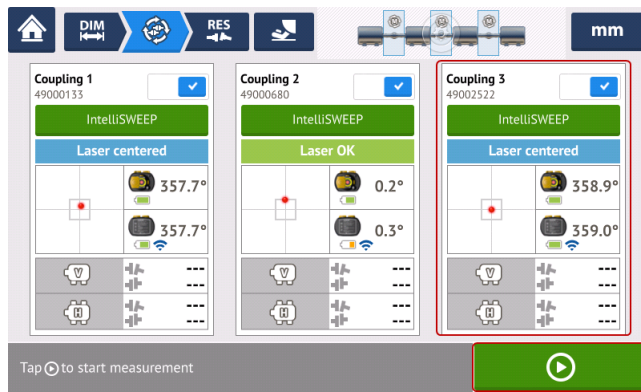 DIM
RES
mm
Coupling 1
49000133
IntelliSWEEP
Laser centered
357.7°
357.7°
V
---
---
H
---
---
Coupling 2
49000680
IntelliSWEEP
Laser OK
0.2°
0.3°
V
---
---
H
---
---
Coupling 3
49002522
IntelliSWEEP
Laser centered
358.9°
359.0°
V
---
---
H
---
---
Tap to start measurement